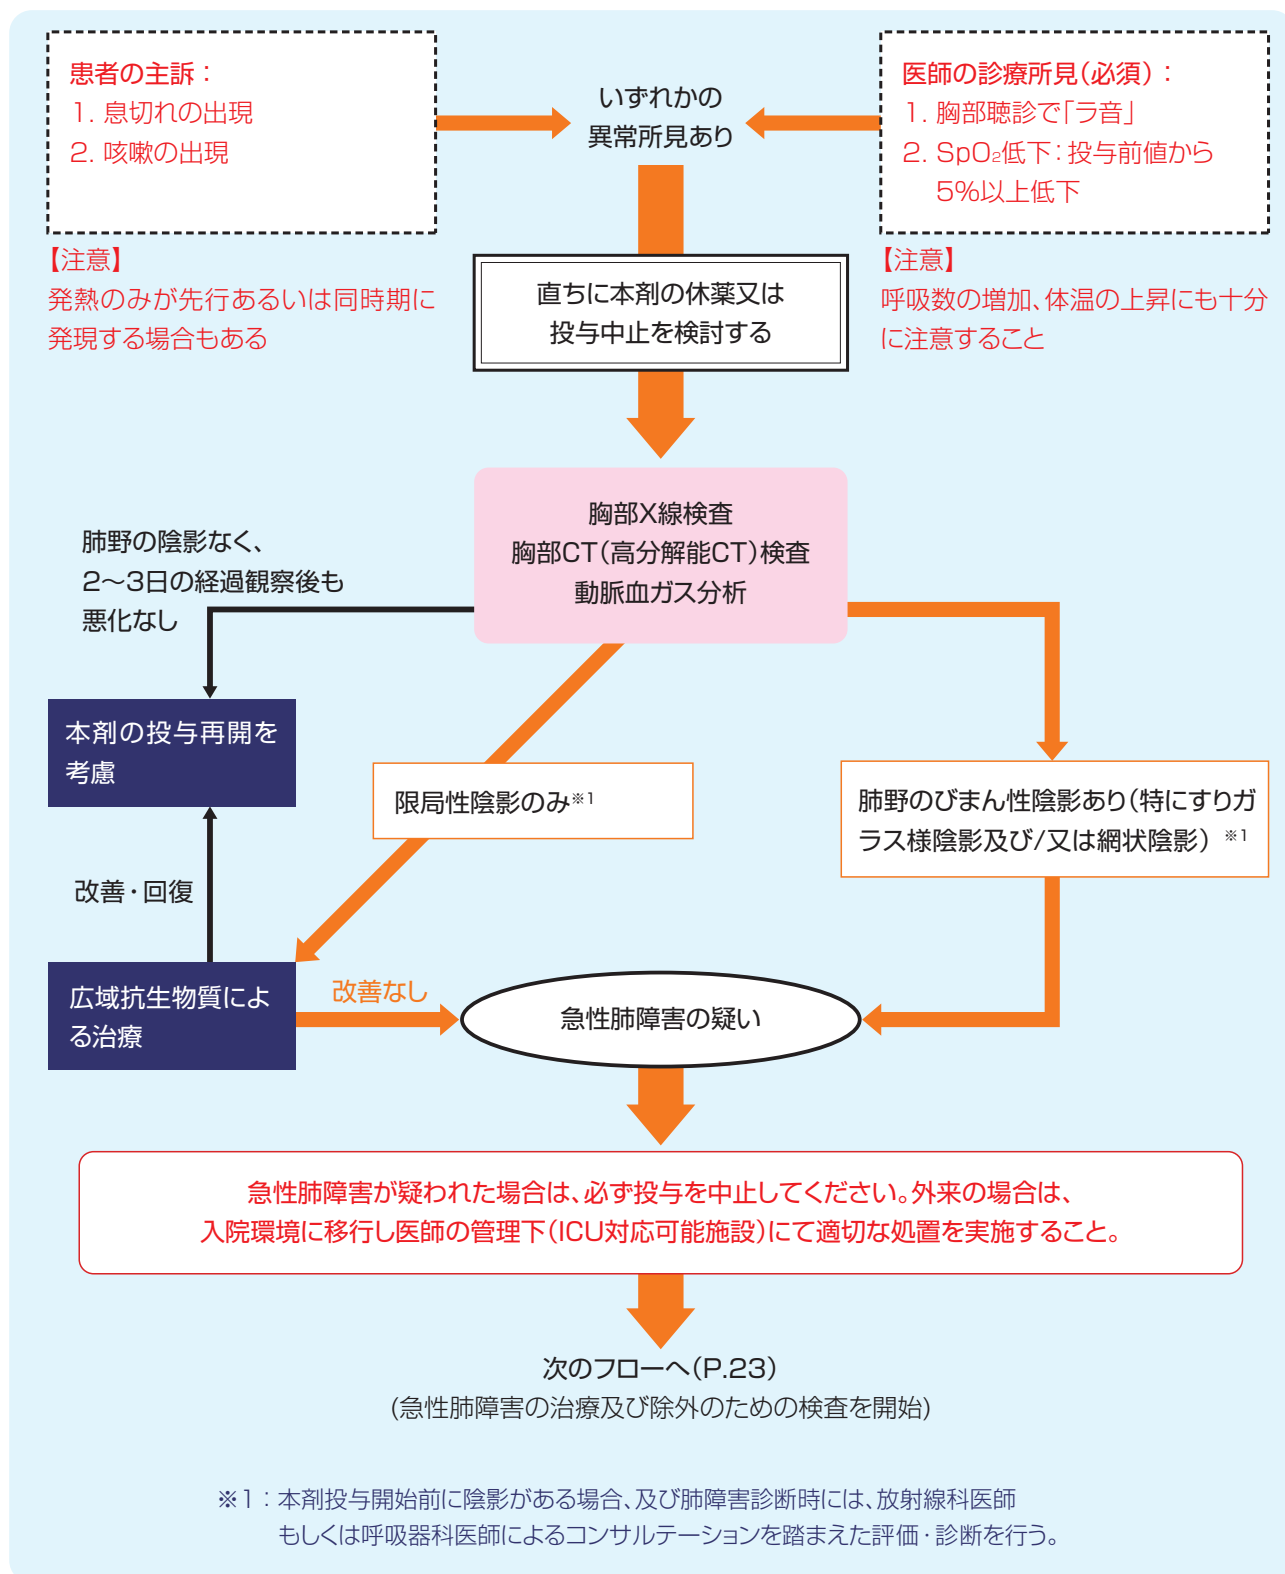 患者の主訴：
1. 息切れの出現
2. 咳嗽の出現
【注意】
発熱のみが先行あるいは同時期に
発現する場合もある
いずれかの
異常所見あり
医師の診療所見（必須）：
1. 胸部聴診で「ラ音」
2. SpO₂低下：投与前値から
5%以上低下
【注意】
呼吸数の増加、体温の上昇にも十分
に注意すること
直ちに本剤の休薬又は
投与中止を検討する
胸部X線検査
胸部CT（高分解能CT）検査
動脈血ガス分析
肺野の陰影なく、
2〜3日の経過観察後も
悪化なし
本剤の投与再開を
考慮
限局性陰影のみ※1
肺野のびまん性陰影あり（特にすりガ
ラス様陰影及び/又は網状陰影）※1
改善・回復
広域抗生物質によ
る治療
改善なし
急性肺障害の疑い
急性肺障害が疑われた場合は、必ず投与を中止してください。外来の場合は、
入院環境に移行し医師の管理下（ICU対応可能施設）にて適切な処置を実施すること。
次のフローへ（P.23）
(急性肺障害の治療及び除外のための検査を開始)
※1：本剤投与開始前に陰影がある場合、及び肺障害診断時には、放射線科医師
もしくは呼吸器科医師によるコンサルテーションを踏まえた評価・診断を行う。